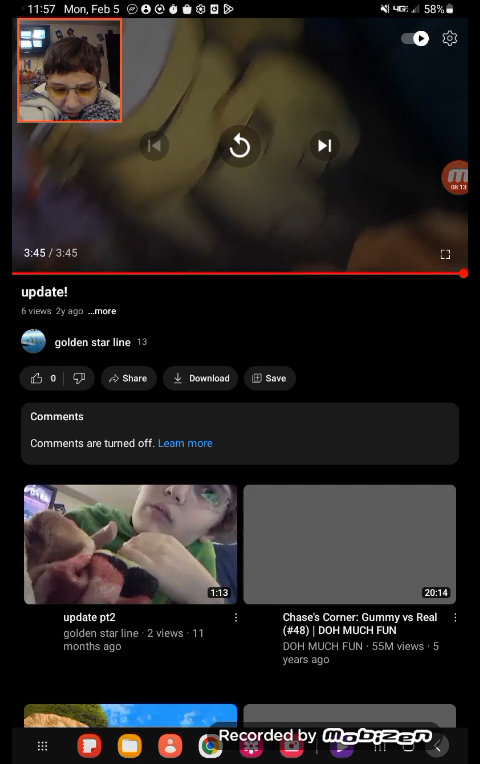 11:57 Mon, Feb 5
58%
08:13
3:45 / 3:45
update!
6 views 2y ago ...more
golden star line 13
0
Share
Download
Save
Comments
Comments are turned off. Learn more
1:13
20:14
update pt2
golden star line · 2 views · 11
months ago
Chase's Corner: Gummy vs Real
(#48) | DOH MUCH FUN
DOH MUCH FUN · 55M views · 5
years ago
Recorded by mobizen